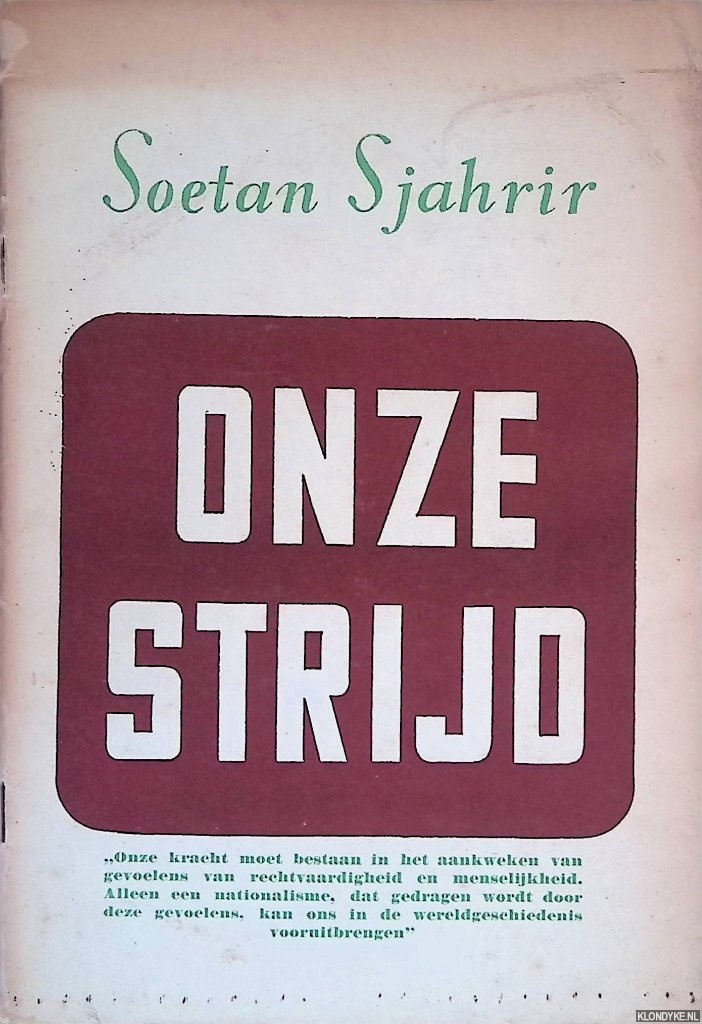 Soetan Sjahrir
ONZE
STRIJD
„Onze kracht moet bestaan in het aankweken van
gevoelens van rechtvaardigheid en menselijkheid.
Alleen een nationalisme, dat gedragen wordt door
deze gevoelens, kan ons in de wereldgeschiedenis
vooruitbrengen”
KLONDYKE.NL